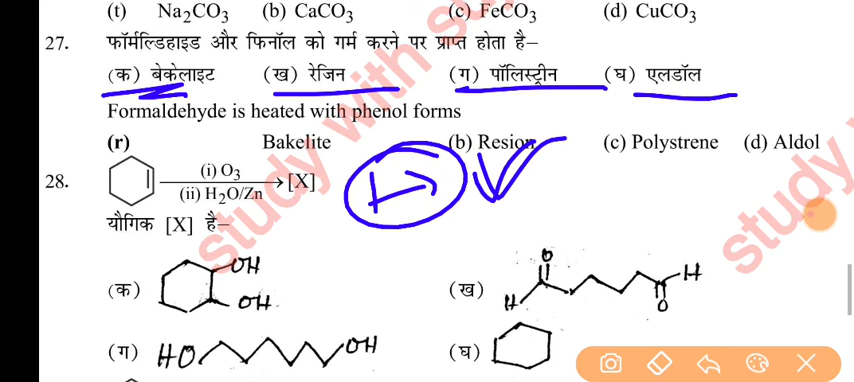 (t) Na₂CO₃ (b) CaCO₃ (c) FeCO₃ (d) CuCO₃
27. फॉर्मल्डिहाइड और फिनॉल को गर्म करने पर प्राप्त होता है–
(क) बेकेलाइट (ख) रेजिन (ग) पॉलिस्ट्रीन (घ) एलडॉल
Formaldehyde is heated with phenol forms
(r) Bakelite (b) Resion (c) Polystrene (d) Aldol
28. (i) O₃
(ii) H₂O/Zn → [X]
यौगिक [X] है–
(क) OH OH (ख) H O O H
(ग) HO OH (घ)
study with study
study